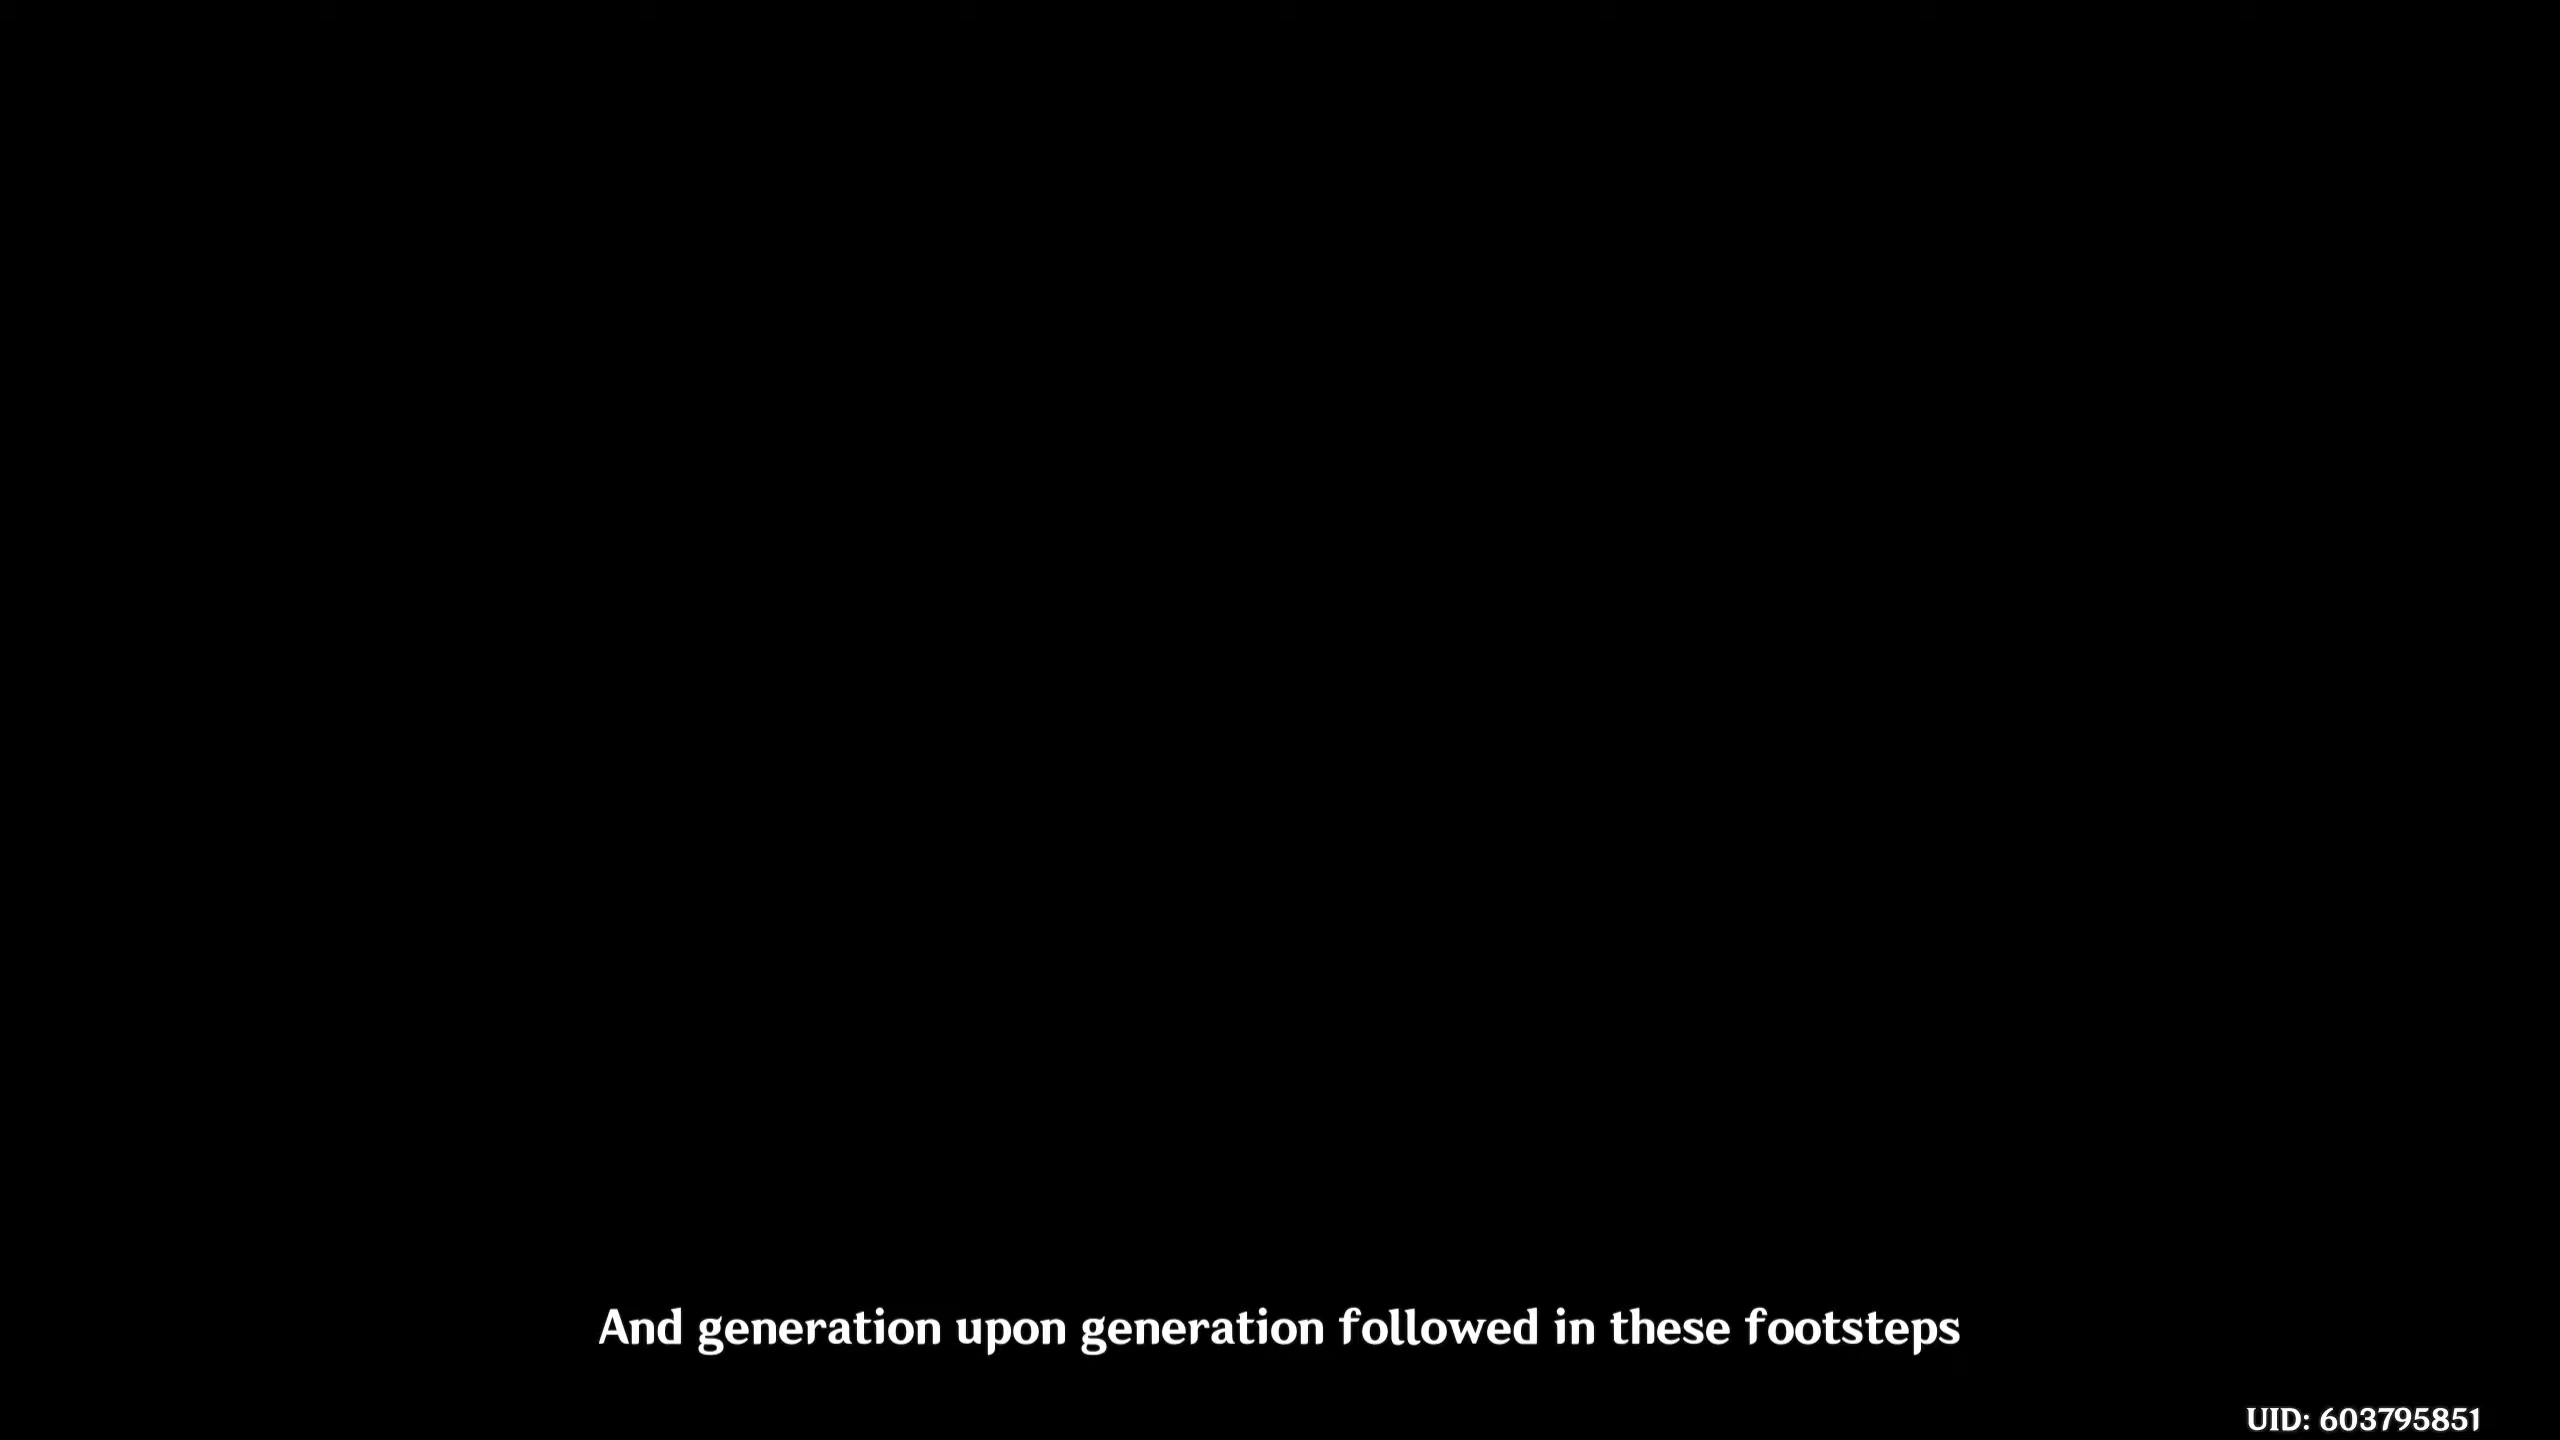 And generation upon generation followed in these footsteps
UID: 603795851